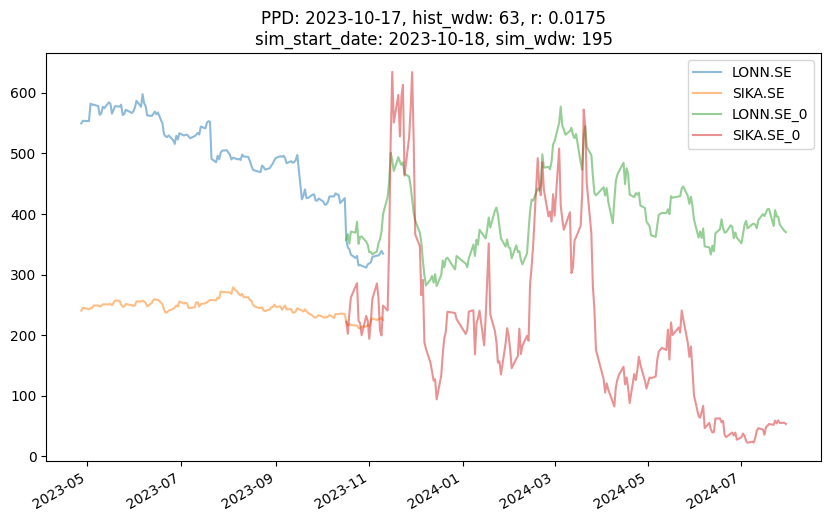 PPD: 2023-10-17, hist_wdw: 63, r: 0.0175
sim_start_date: 2023-10-18, sim_wdw: 195
LONN.SE
SIKA.SE
LONN.SE_0
SIKA.SE_0
600
500
400
300
200
100
0
2023-05
2023-07
2023-09
2023-11
2024-01
2024-03
2024-05
2024-07